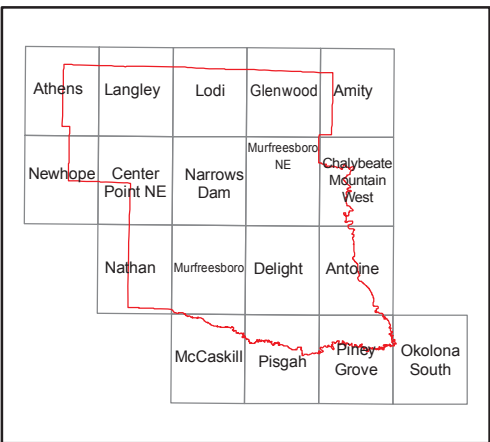 Athens
Langley
Lodi
Glenwood
Amity
Newhope
Center
Point NE
Narrows
Dam
Murfreesboro
NE
Chalybeate
Mountain
West
Nathan
Murfreesboro
Delight
Antoine
McCaskill
Pisgah
Piney
Grove
Okolona
South